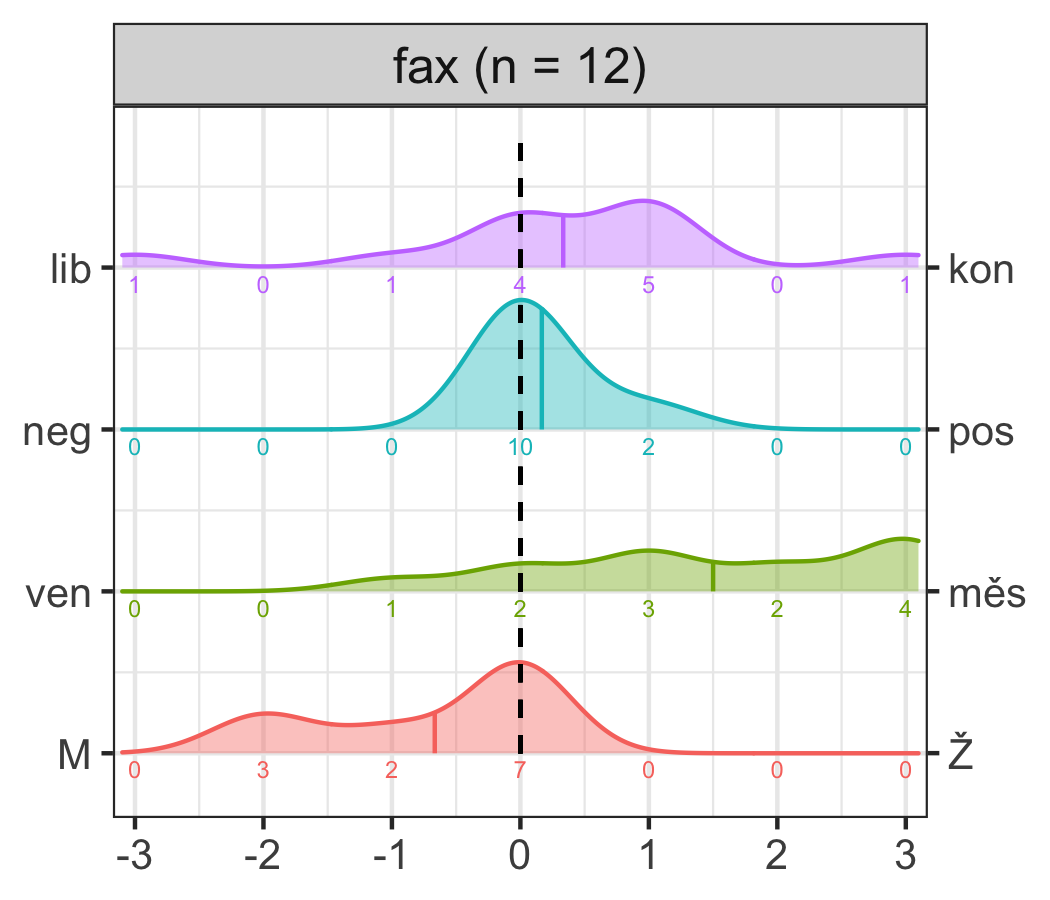 fax (n = 12)
lib kon
1 0 1 4 5 0 1
neg pos
0 0 0 10 2 0 0
ven měs
0 0 1 2 3 2 4
M Ž
0 3 2 7 0 0 0
-3 -2 -1 0 1 2 3